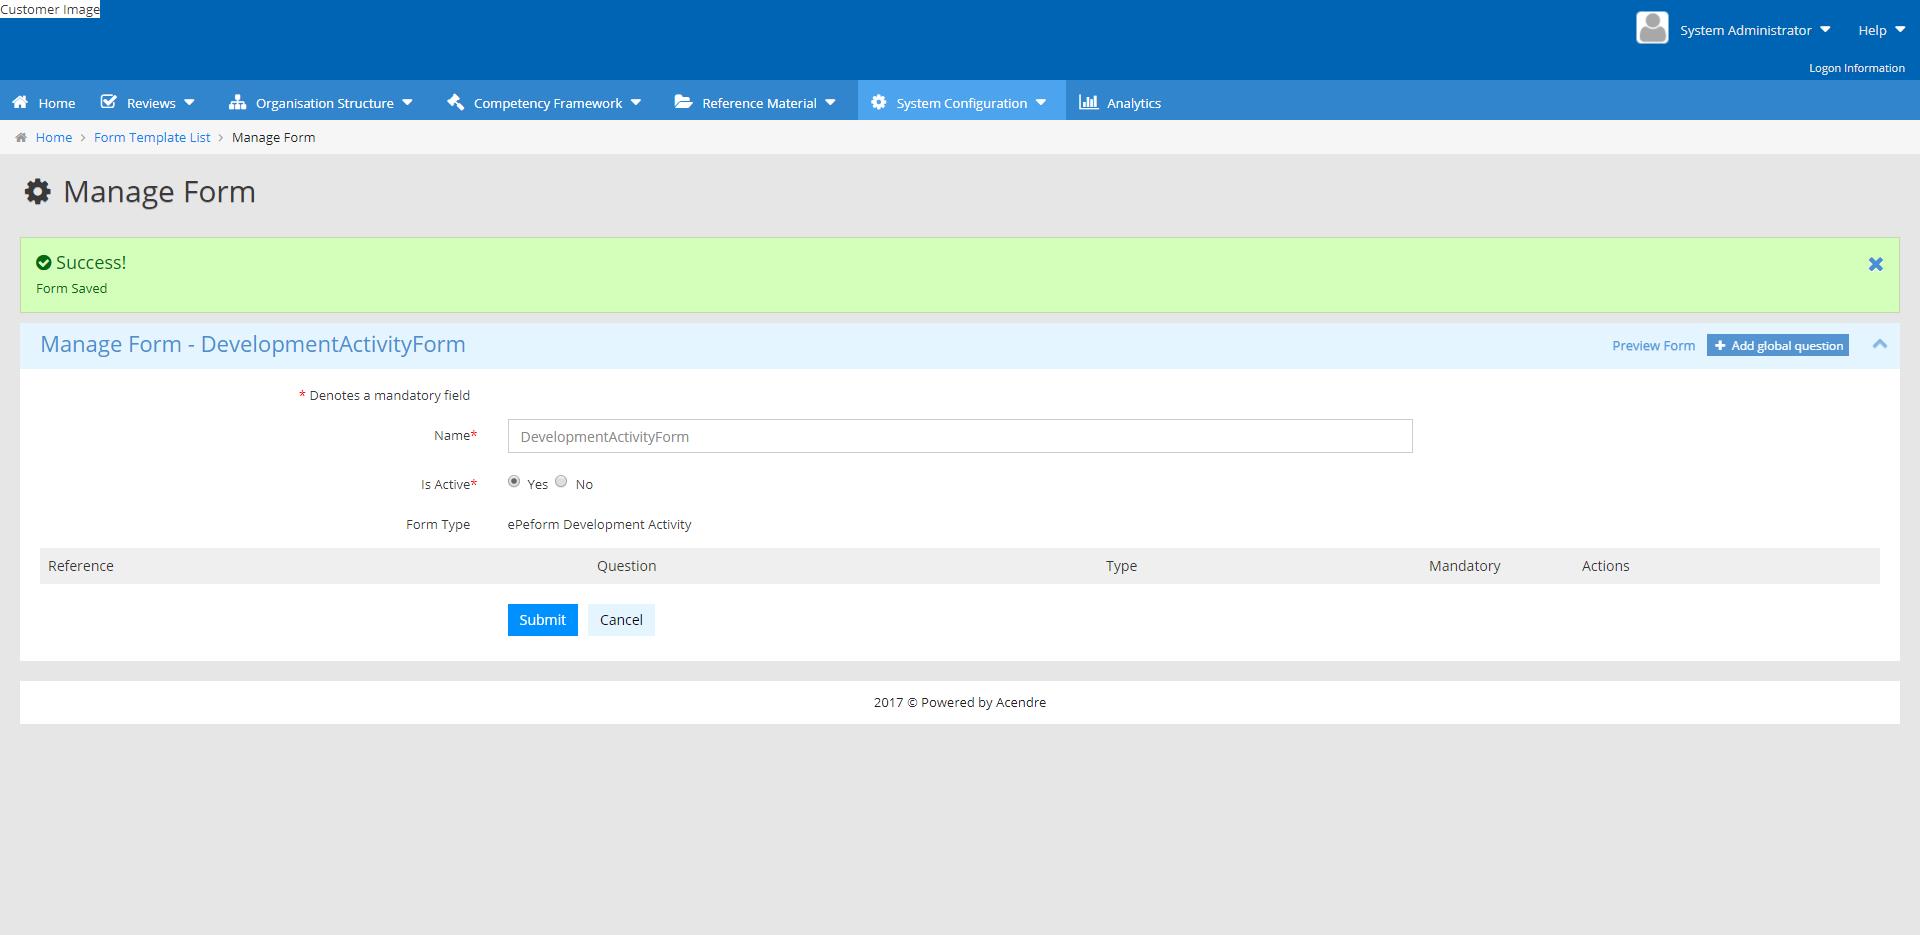 Customer Image
System Administrator
Help
Logon Information
Home
Reviews
Organisation Structure
Competency Framework
Reference Material
System Configuration
Analytics
Home > Form Template List > Manage Form
Manage Form
Success!
Form Saved
Manage Form - DevelopmentActivityForm
Preview Form
Add global question
* Denotes a mandatory field
Name*
DevelopmentActivityForm
Is Active*
Yes
No
Form Type
ePeform Development Activity
Reference
Question
Type
Mandatory
Actions
Submit
Cancel
2017 © Powered by Acendre